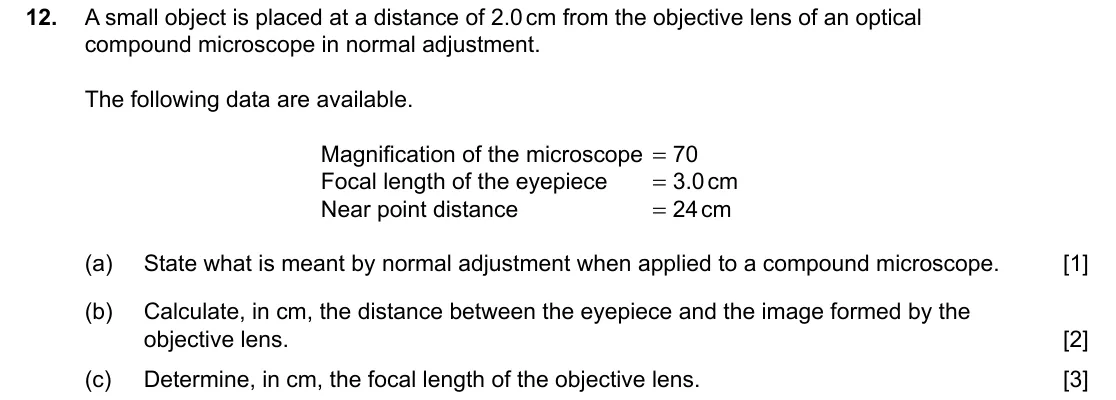 12. A small object is placed at a distance of 2.0 cm from the objective lens of an optical
compound microscope in normal adjustment.
The following data are available.
Magnification of the microscope = 70
Focal length of the eyepiece = 3.0 cm
Near point distance = 24 cm
(a) State what is meant by normal adjustment when applied to a compound microscope. [1]
(b) Calculate, in cm, the distance between the eyepiece and the image formed by the
objective lens. [2]
(c) Determine, in cm, the focal length of the objective lens. [3]